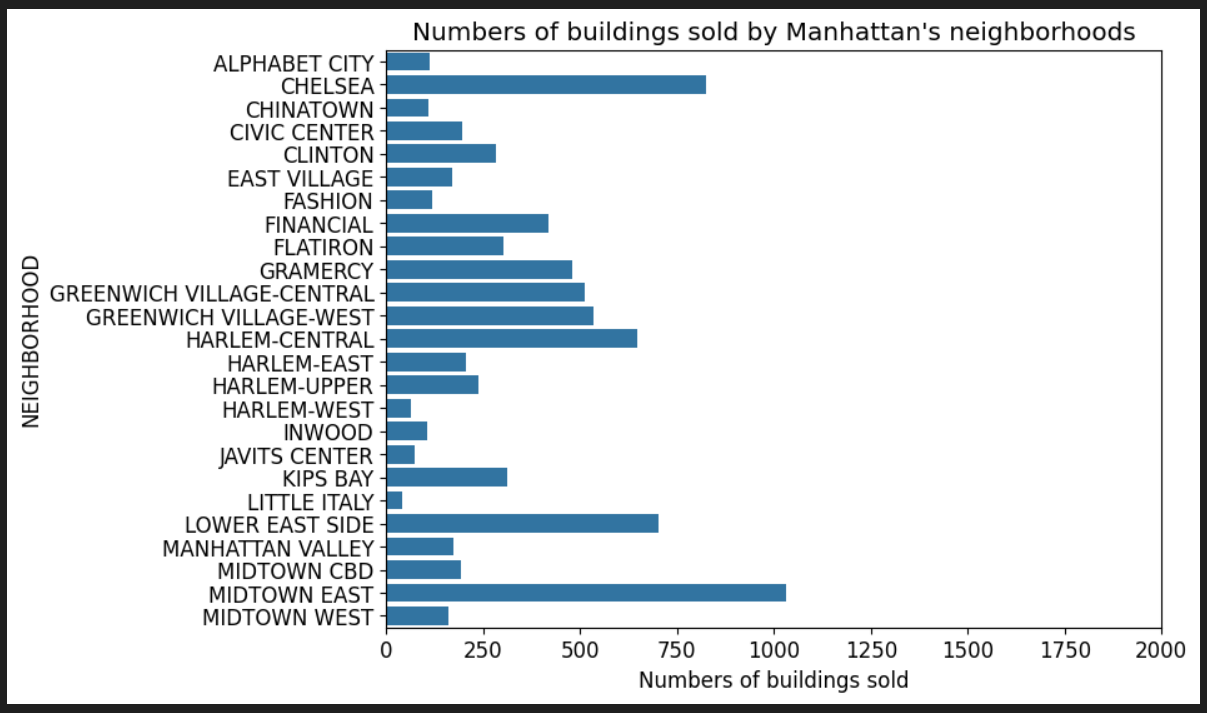 Numbers of buildings sold by Manhattan's neighborhoods
NEIGHBORHOOD
ALPHABET CITY
CHELSEA
CHINATOWN
CIVIC CENTER
CLINTON
EAST VILLAGE
FASHION
FINANCIAL
FLATIRON
GRAMERCY
GREENWICH VILLAGE-CENTRAL
GREENWICH VILLAGE-WEST
HARLEM-CENTRAL
HARLEM-EAST
HARLEM-UPPER
HARLEM-WEST
INWOOD
JAVITS CENTER
KIPS BAY
LITTLE ITALY
LOWER EAST SIDE
MANHATTAN VALLEY
MIDTOWN CBD
MIDTOWN EAST
MIDTOWN WEST
0 250 500 750 1000 1250 1500 1750 2000
Numbers of buildings sold